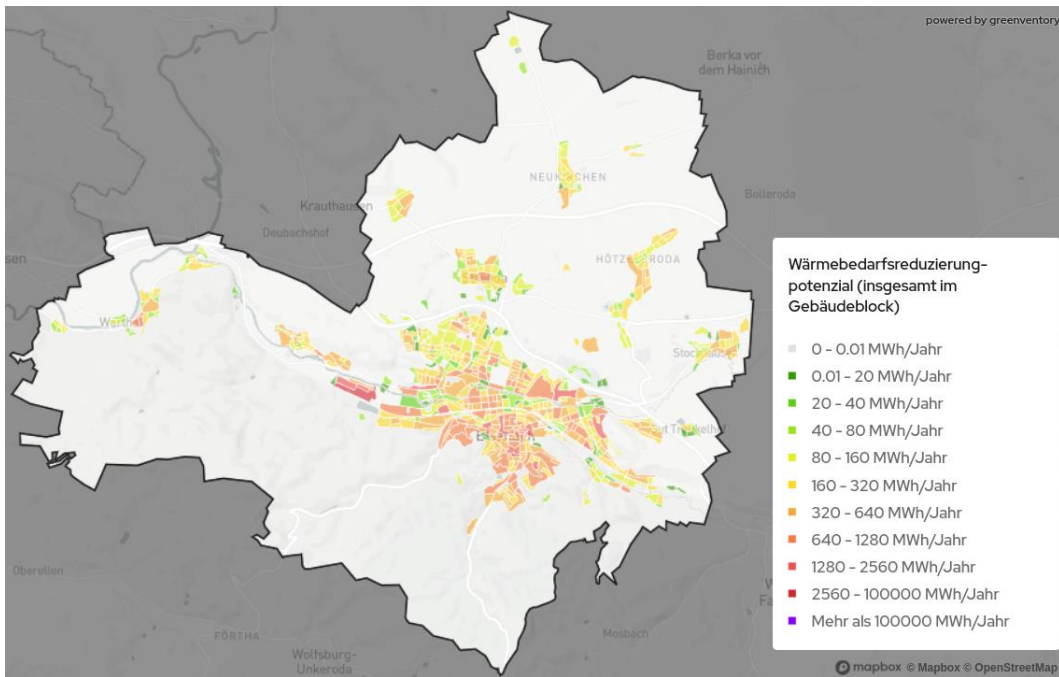 powered by greenventory
Berka vor
dem Hainich
NEUKIRCHEN
Bolleroda
Krauthausen
Deubachshof
Wärmebedarfsreduzierung-
potenzial (insgesamt im
Gebäudeblock)
0 - 0.01 MWh/Jahr
0.01 - 20 MWh/Jahr
20 - 40 MWh/Jahr
40 - 80 MWh/Jahr
80 - 160 MWh/Jahr
160 - 320 MWh/Jahr
320 - 640 MWh/Jahr
640 - 1280 MWh/Jahr
1280 - 2560 MWh/Jahr
2560 - 100000 MWh/Jahr
Mehr als 100000 MWh/Jahr
Oberellen
FÖRTHA
Mosbach
Wolfsburg-
Unkeroda
mapbox © Mapbox © OpenStreetMap